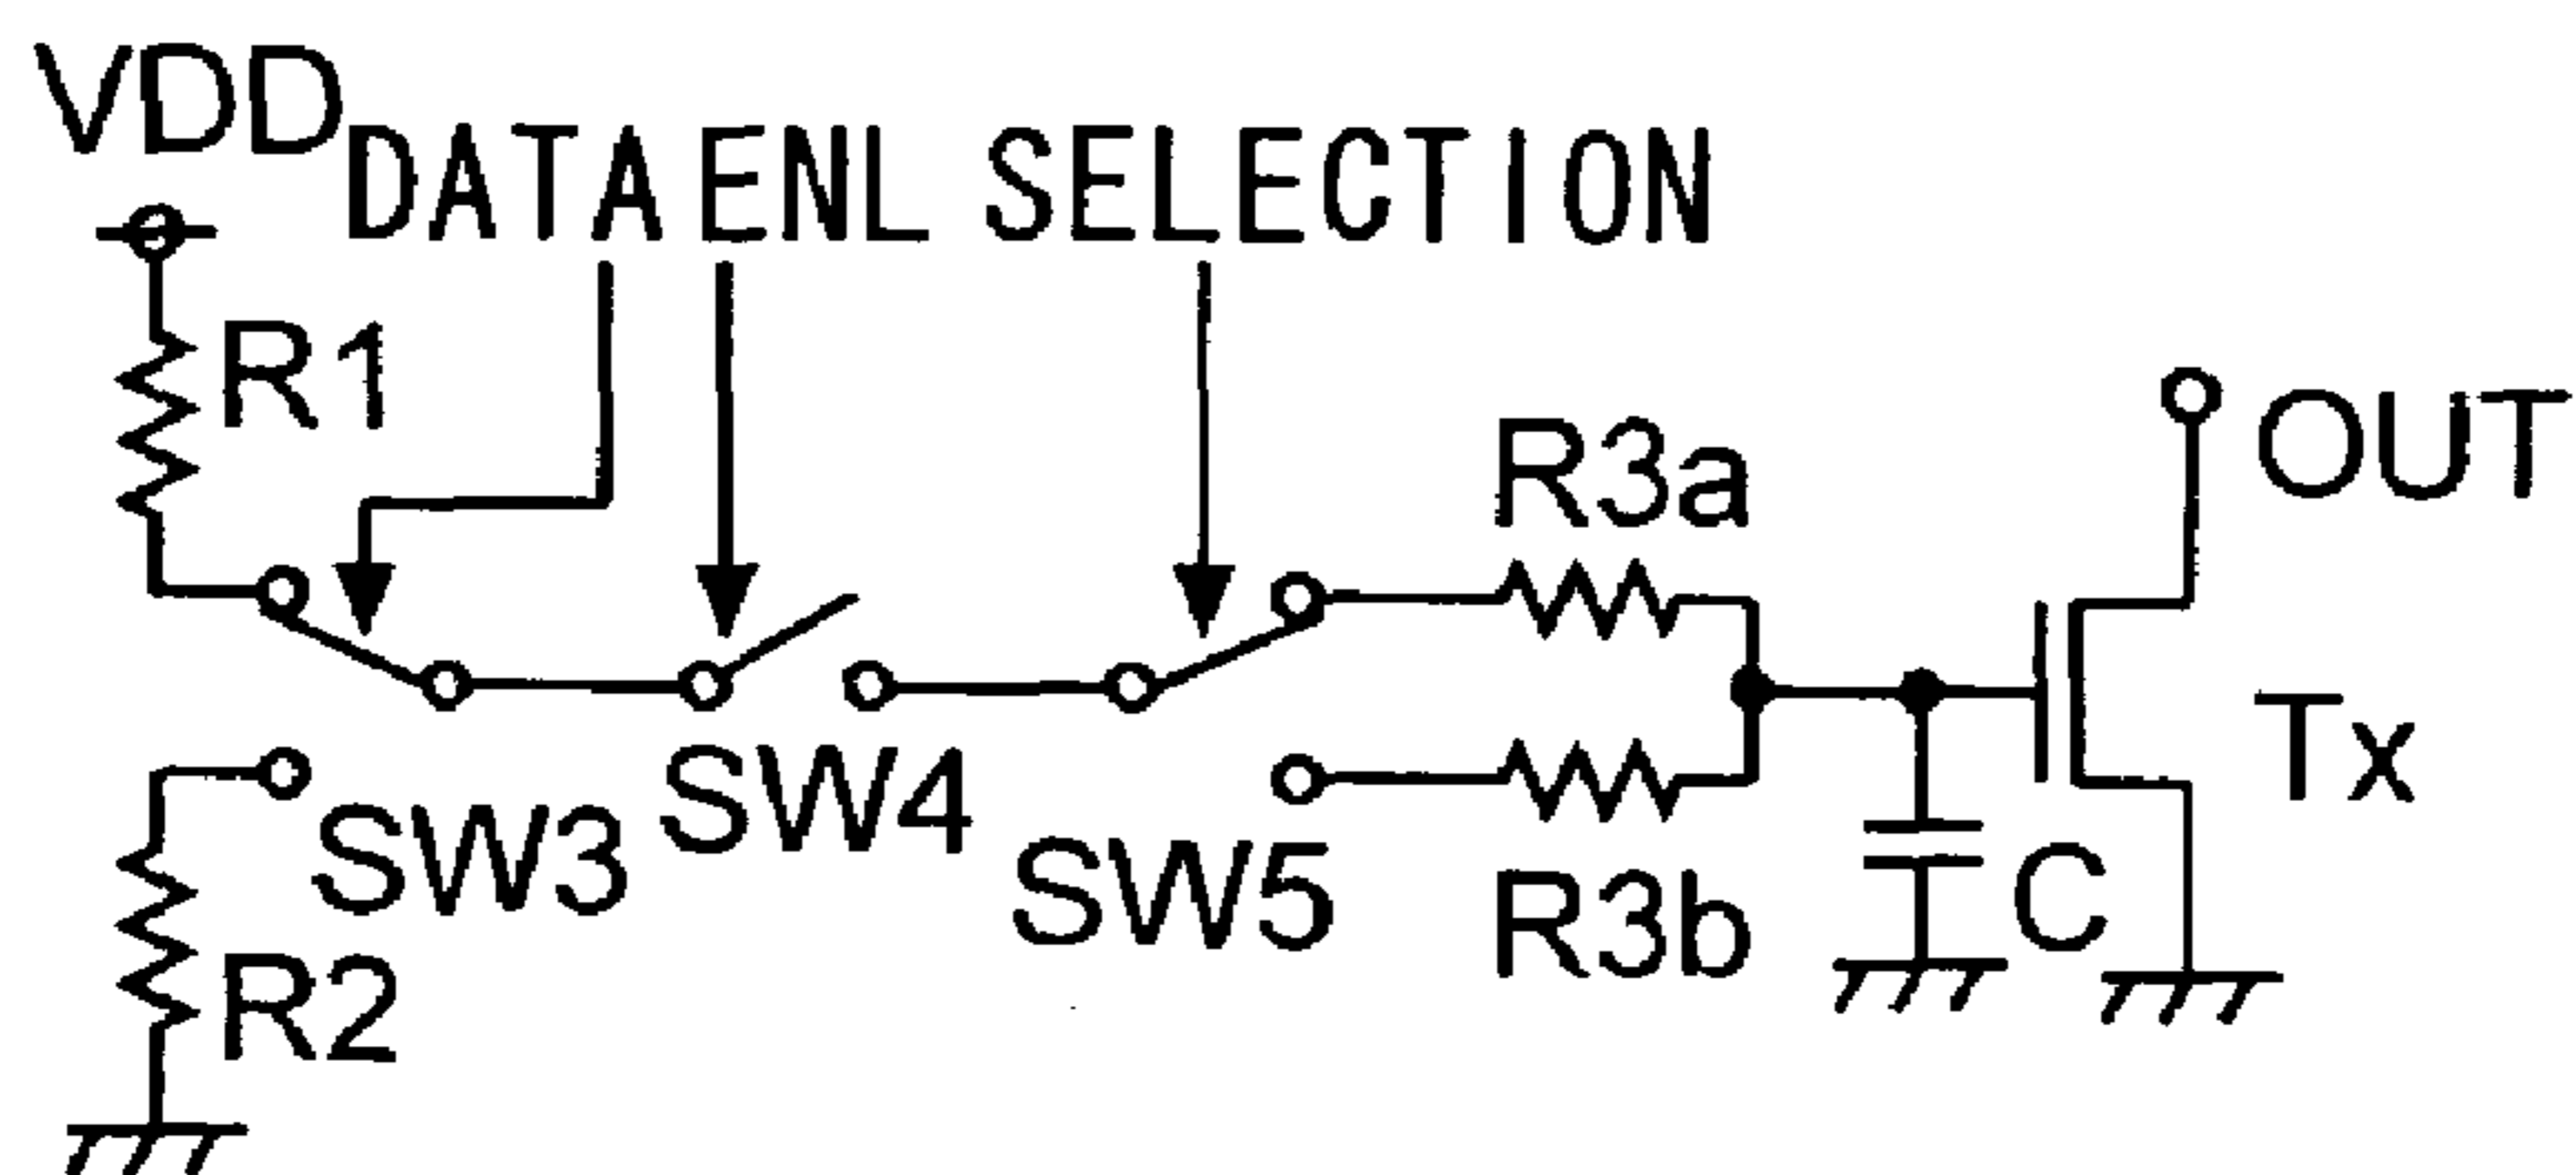 VDD
DATA ENL SELECTION
R1
R3a
OUT
Tx
SW4
SW3
SW5
C
R3b
R2